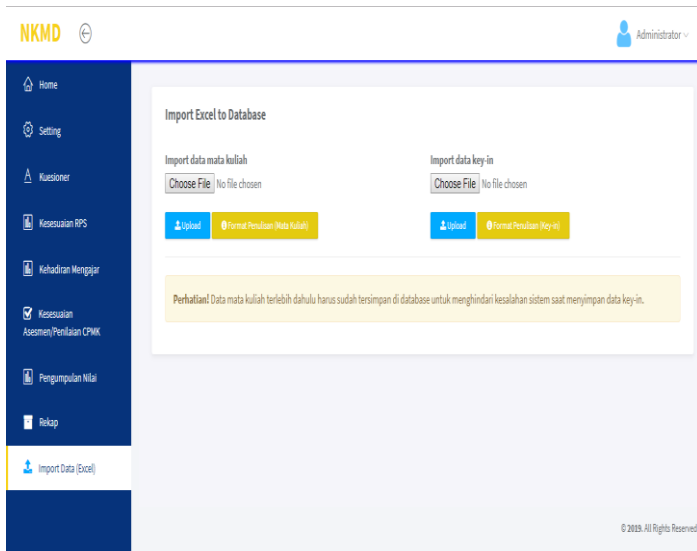 NKMD
Administrator
Home
Setting
Kuesioner
Kesesuaian RPS
Kehadiran Mengajar
Kesesuaian
Asesmen/Penilaian CPMK
Pengumpulan Nilai
Rekap
Import Data (Excel)
Import Excel to Database
Import data mata kuliah
Choose File No file chosen
Upload
Format Penulisan (Mata Kuliah)
Import data key-in
Choose File No file chosen
Upload
Format Penulisan (Key-in)
Perhatian! Data mata kuliah terlebih dahulu harus sudah tersimpan di database untuk menghindari kesalahan sistem saat menyimpan data key-in.
© 2019. All Rights Reserved